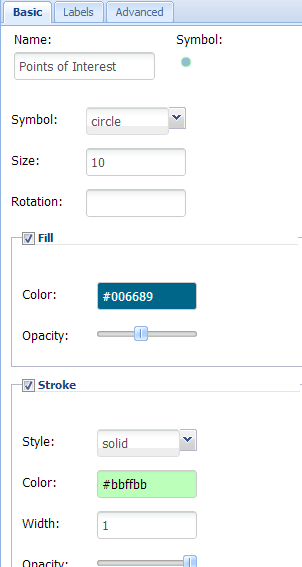 Basic Labels Advanced
Name: Symbol:
Points of Interest
Symbol: circle
Size: 10
Rotation:
Fill
Color: #006689
Opacity:
Stroke
Style: solid
Color: #bbffbb
Width: 1
Opacity: